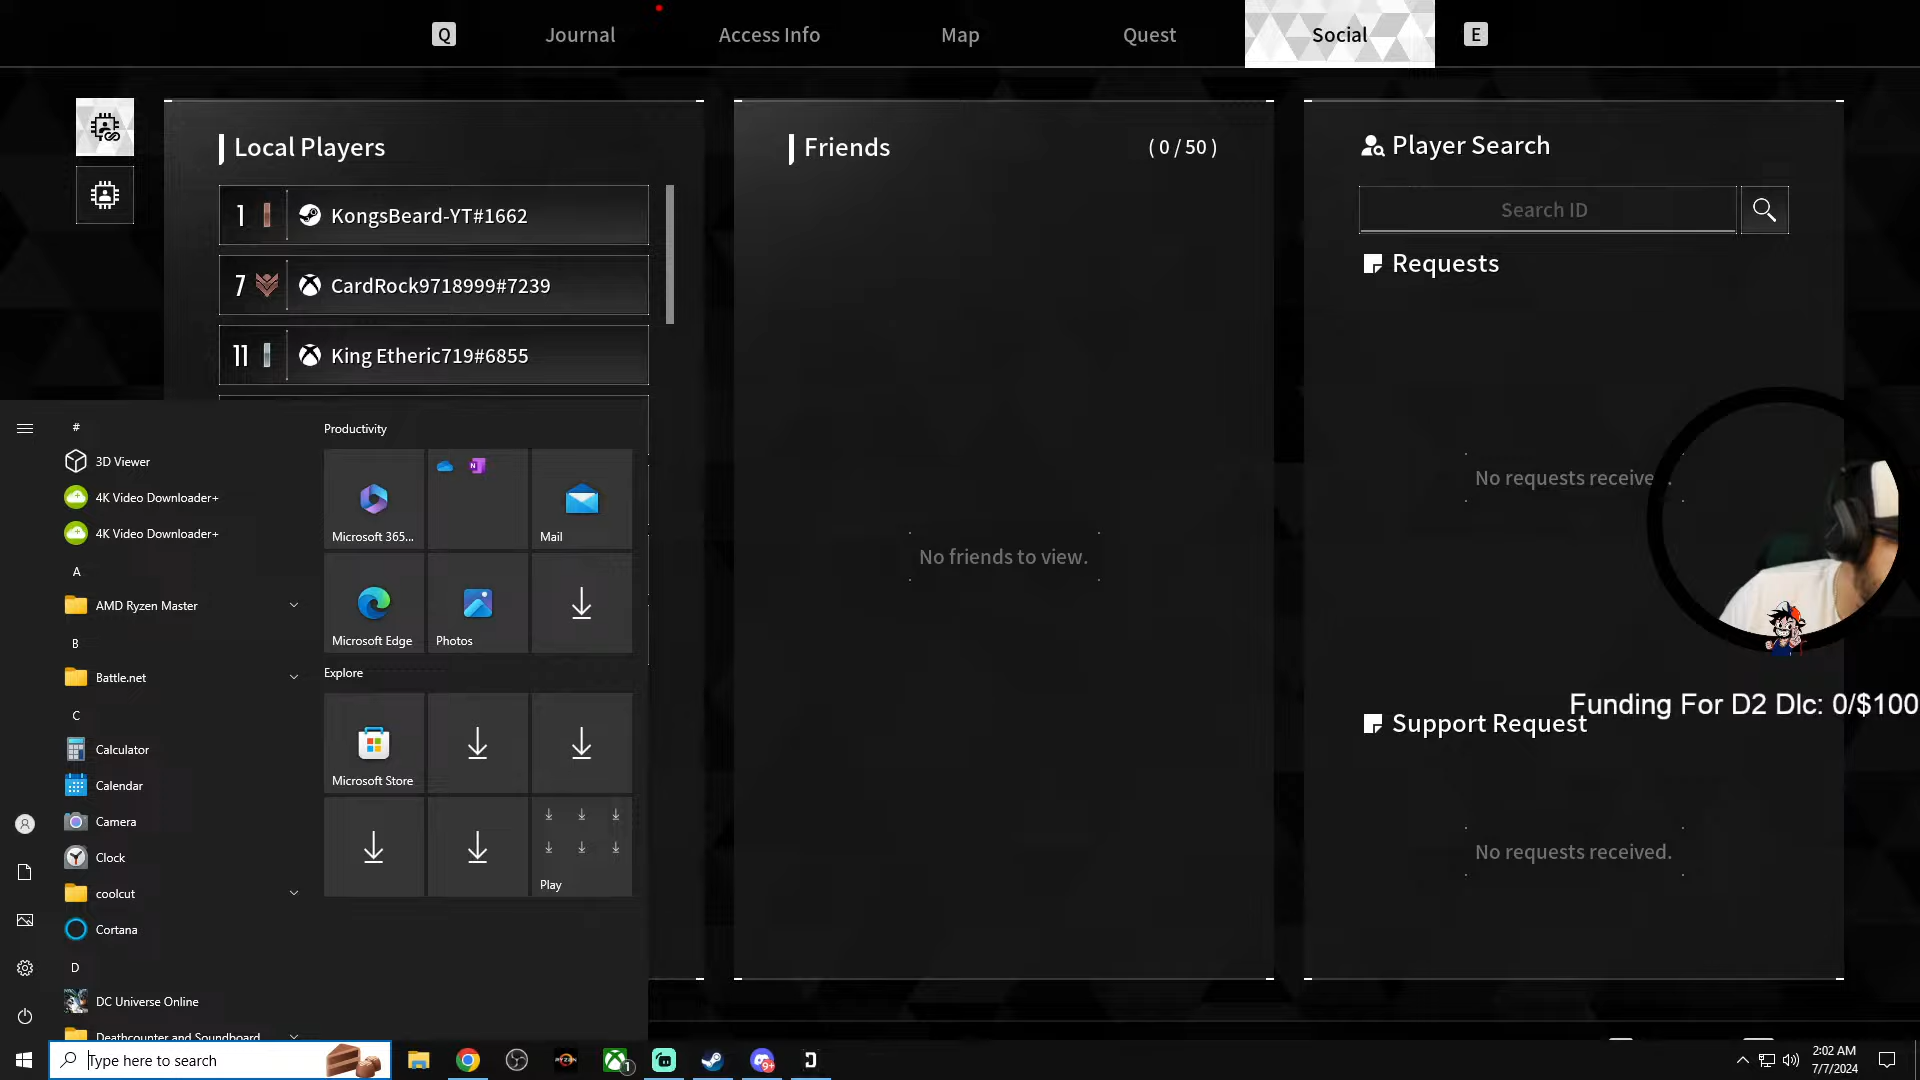 Q
Journal
Access Info
Map
Quest
Social
E
Local Players
1 KongsBeard-YT#1662
7 CardRock9718999#7239
11 King Etheric719#6855
Friends
( 0 / 50 )
No friends to view.
Player Search
Search ID
Requests
No requests receive
Funding For D2 Dlc: 0/$100
Support Request
No requests received.
#
3D Viewer
4K Video Downloader+
4K Video Downloader+
A
AMD Ryzen Master
B
Battle.net
C
Calculator
Calendar
Camera
Clock
coolcut
Cortana
D
DC Universe Online
Deathcounter and Soundboard
Productivity
Microsoft 365...
Mail
Microsoft Edge
Photos
Explore
Microsoft Store
Play
Type here to search
RYZEN
1
9+
2:02 AM
7/7/2024